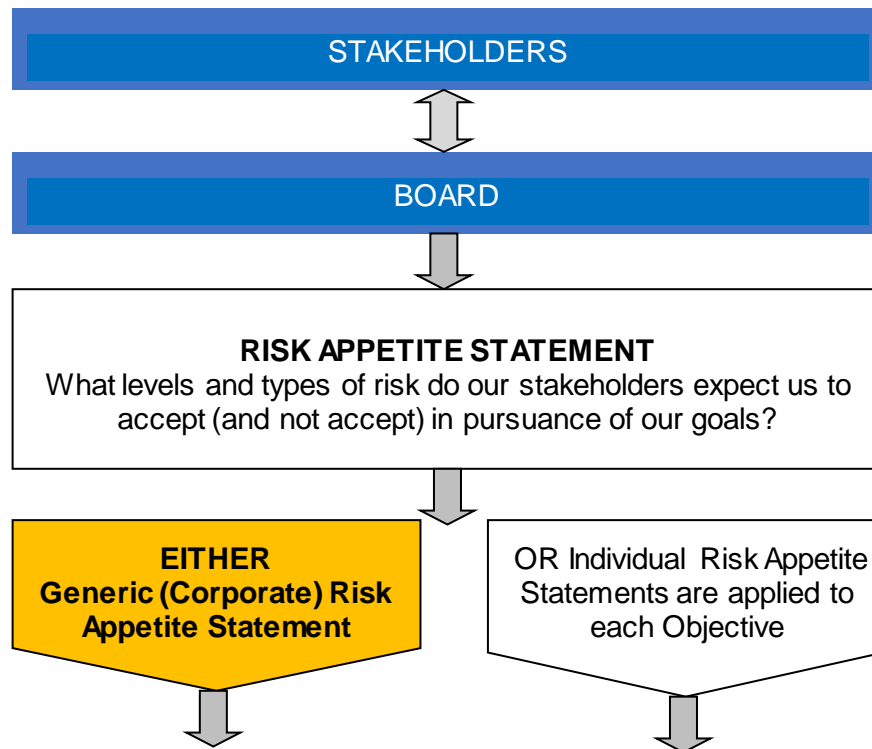 STAKEHOLDERS
BOARD
RISK APPETITE STATEMENT
What levels and types of risk do our stakeholders expect us to
accept (and not accept) in pursuance of our goals?
EITHER
Generic (Corporate) Risk
Appetite Statement
OR Individual Risk Appetite
Statements are applied to
each Objective